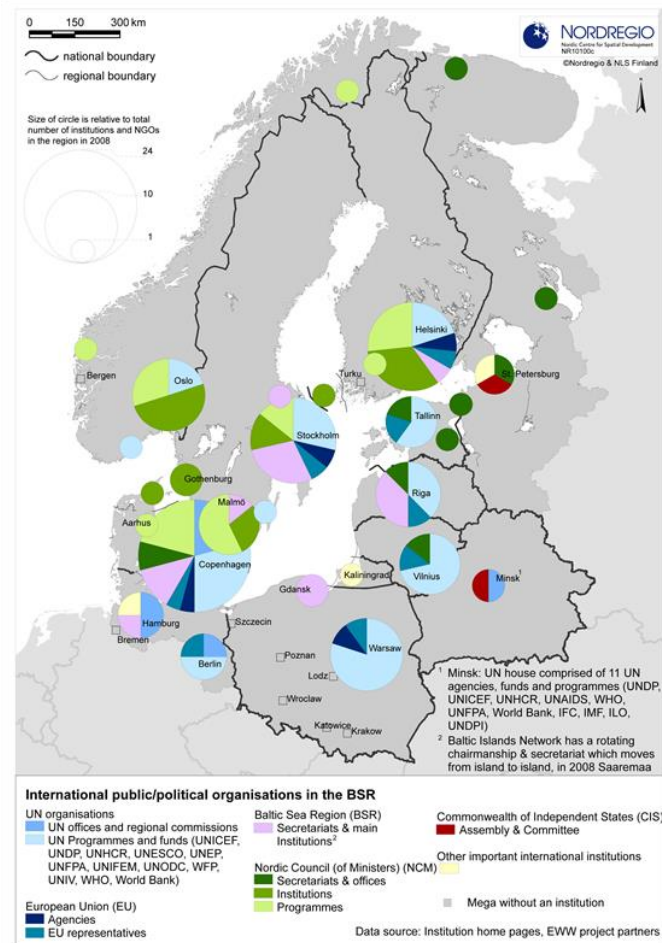 0 150 300 km
national boundary
regional boundary
Size of circle is relative to total
number of institutions and NGOs
in the region in 2008
24
10
1
NORDREGIO
Nordic Centre for Spatial Development
NR10100c
©Nordregio & NLS Finland
Helsinki
Turku
St. Petersburg
Bergen
Oslo
Stockholm
Tallinn
Gothenburg
Riga
Malmö
Aarhus
Copenhagen
Vilnius
Kaliningrad
Minsk¹
Gdansk
Hamburg
Szczecin
Bremen
Berlin
Poznan
Warsaw
Lodz
Wroclaw
Katowice
Krakow
¹ Minsk: UN house comprised of 11 UN
agencies, funds and programmes (UNDP,
UNICEF, UNHCR, UNAIDS, WHO,
UNFPA, World Bank, IFC, IMF, ILO,
UNDPI)
² Baltic Islands Network has a rotating
chairmanship & secretariat which moves
from island to island, in 2008 Saaremaa
International public/political organisations in the BSR
UN organisations
UN offices and regional commissions
UN Programmes and funds (UNICEF,
UNDP, UNHCR, UNESCO, UNEP,
UNFPA, UNIFEM, UNODC, WFP,
UNIV, WHO, World Bank)
European Union (EU)
Agencies
EU representatives
Baltic Sea Region (BSR)
Secretariats & main
Institutions²
Nordic Council (of Ministers) (NCM)
Secretariats & offices
Institutions
Programmes
Commonwealth of Independent States (CIS)
Assembly & Committee
Other important international institutions
Mega without an institution
Data source: Institution home pages, EWW project partners